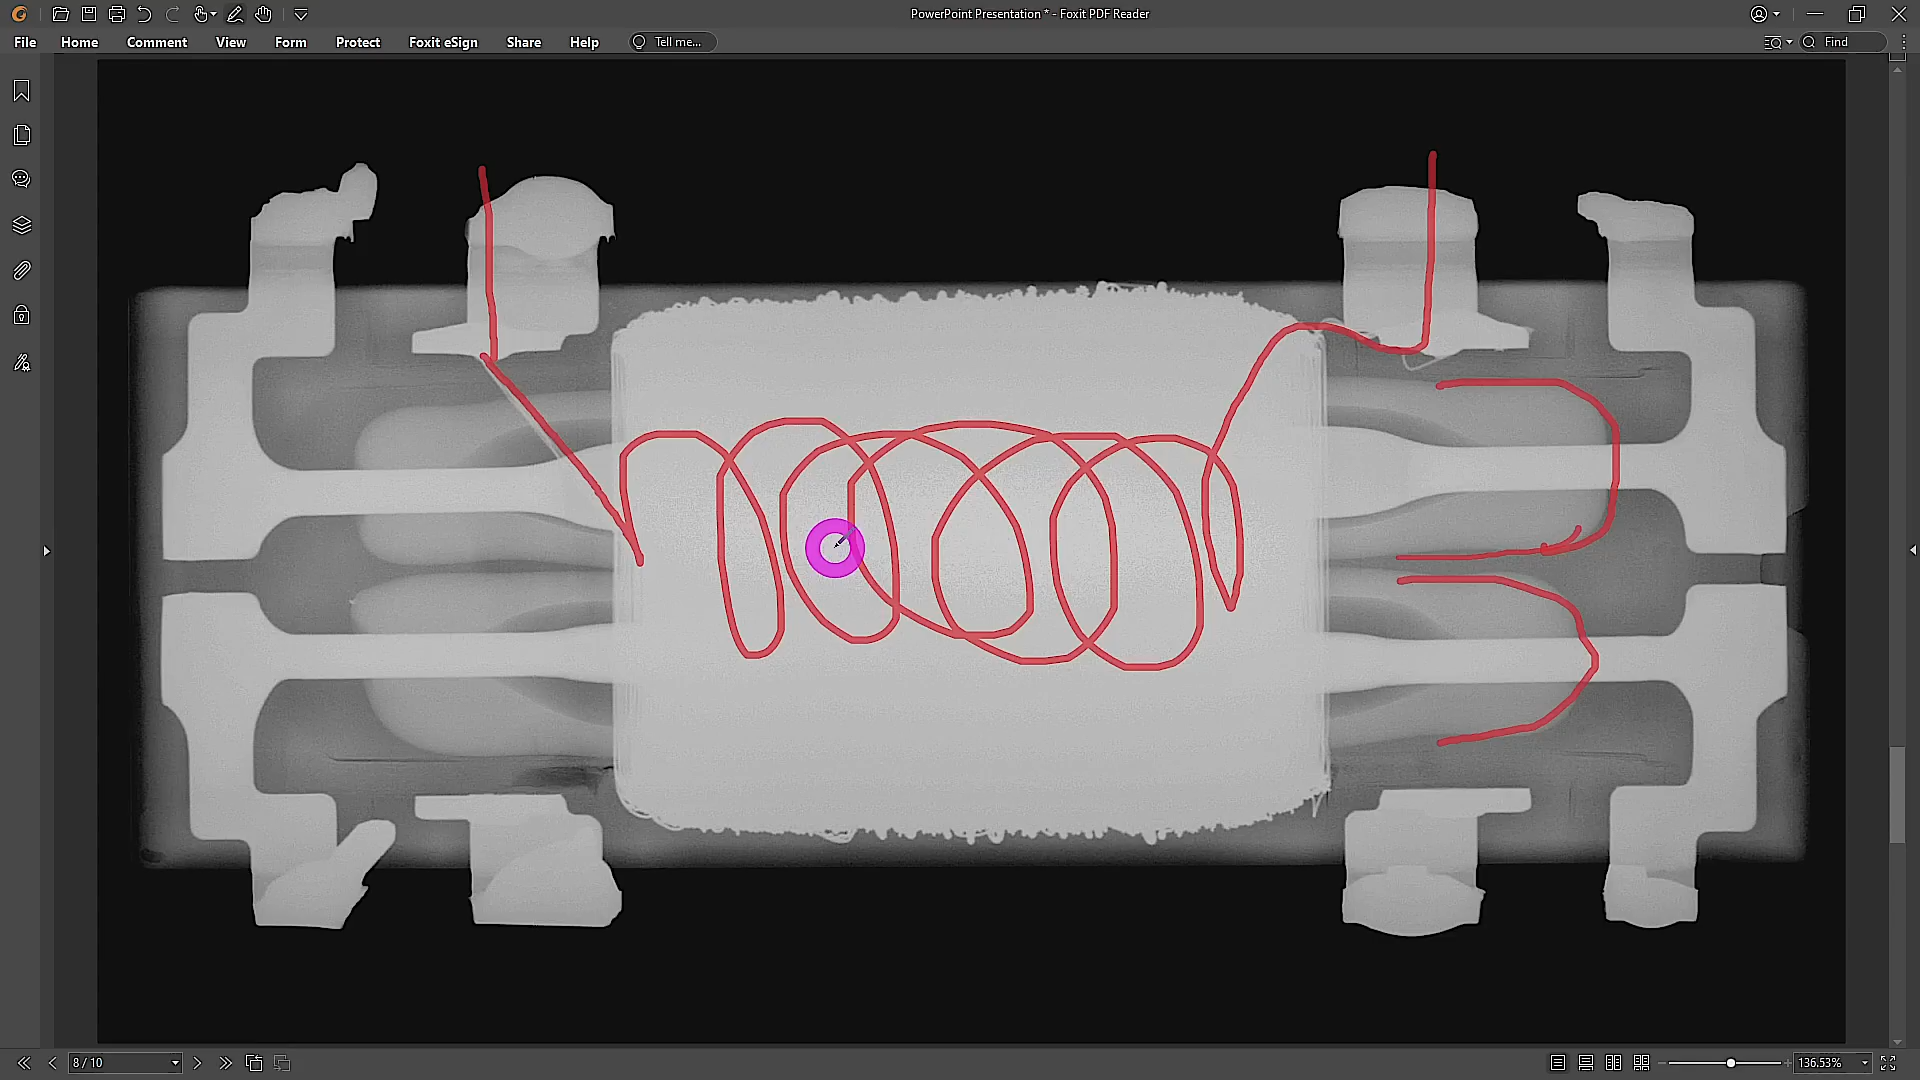 PowerPoint Presentation * - Foxit PDF Reader
File Home Comment View Form Protect Foxit eSign Share Help Tell me... Find
8 / 10 136.53%